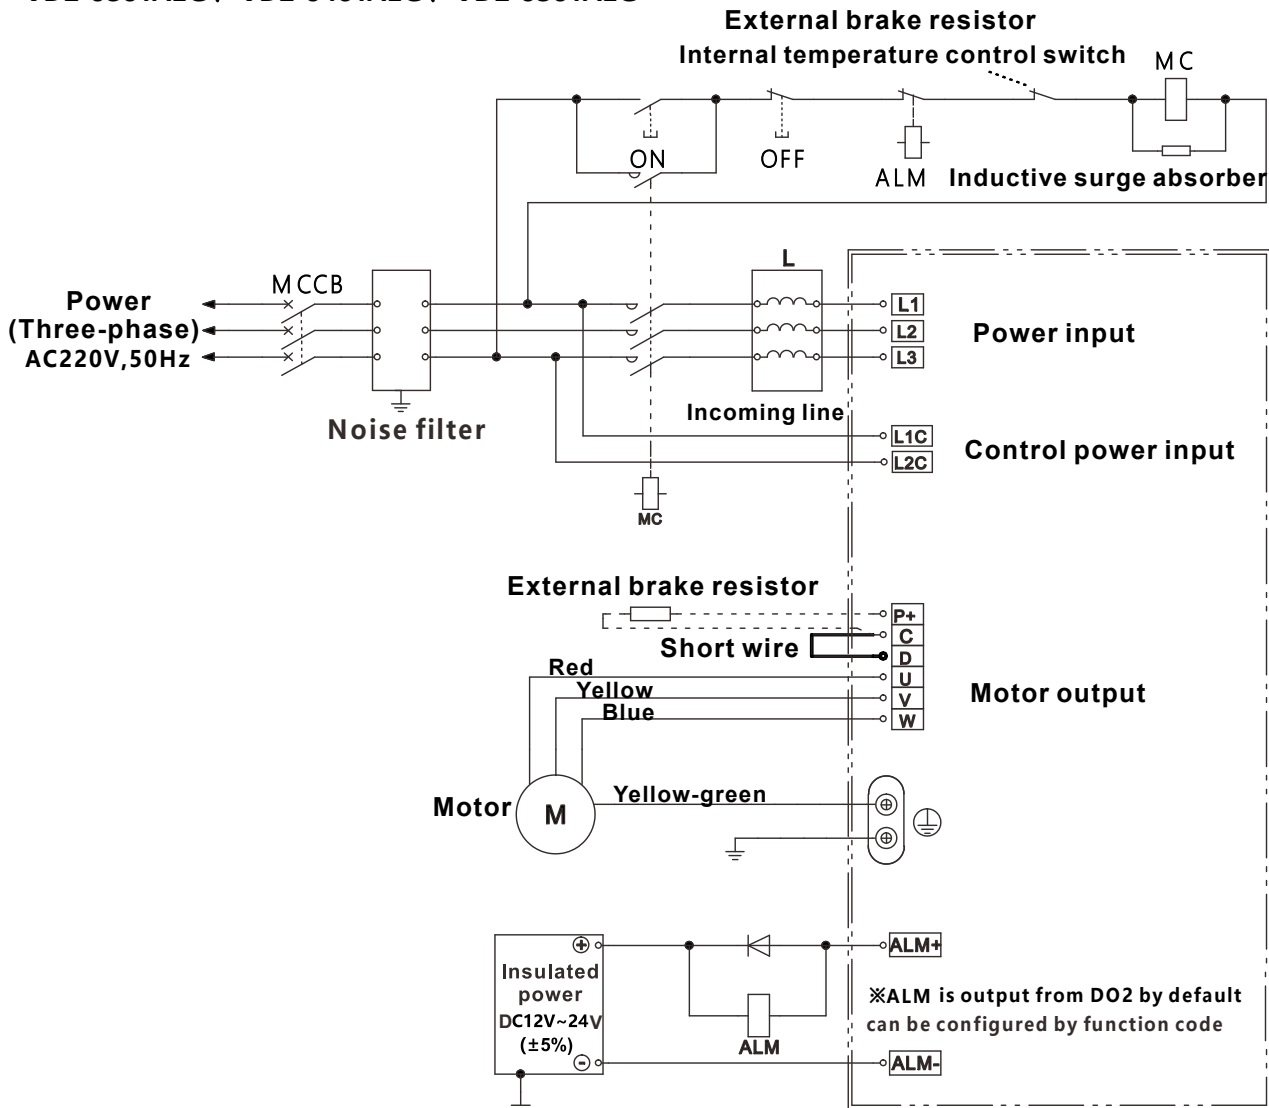 External brake resistor
Internal temperature control switch
MC
ON
OFF
ALM
Inductive surge absorber
MCCB
L
Power
(Three-phase)
AC220V,50Hz
L1
L2
L3
Power input
Noise filter
Incoming line
L1C
L2C
Control power input
MC
External brake resistor
P+
C
D
U
V
W
Short wire
Red
Yellow
Blue
Motor output
Motor
M
Yellow-green
Insulated
power
DC12V~24V
(±5%)
ALM
ALM+
※ALM is output from DO2 by default
can be configured by function code
ALM-